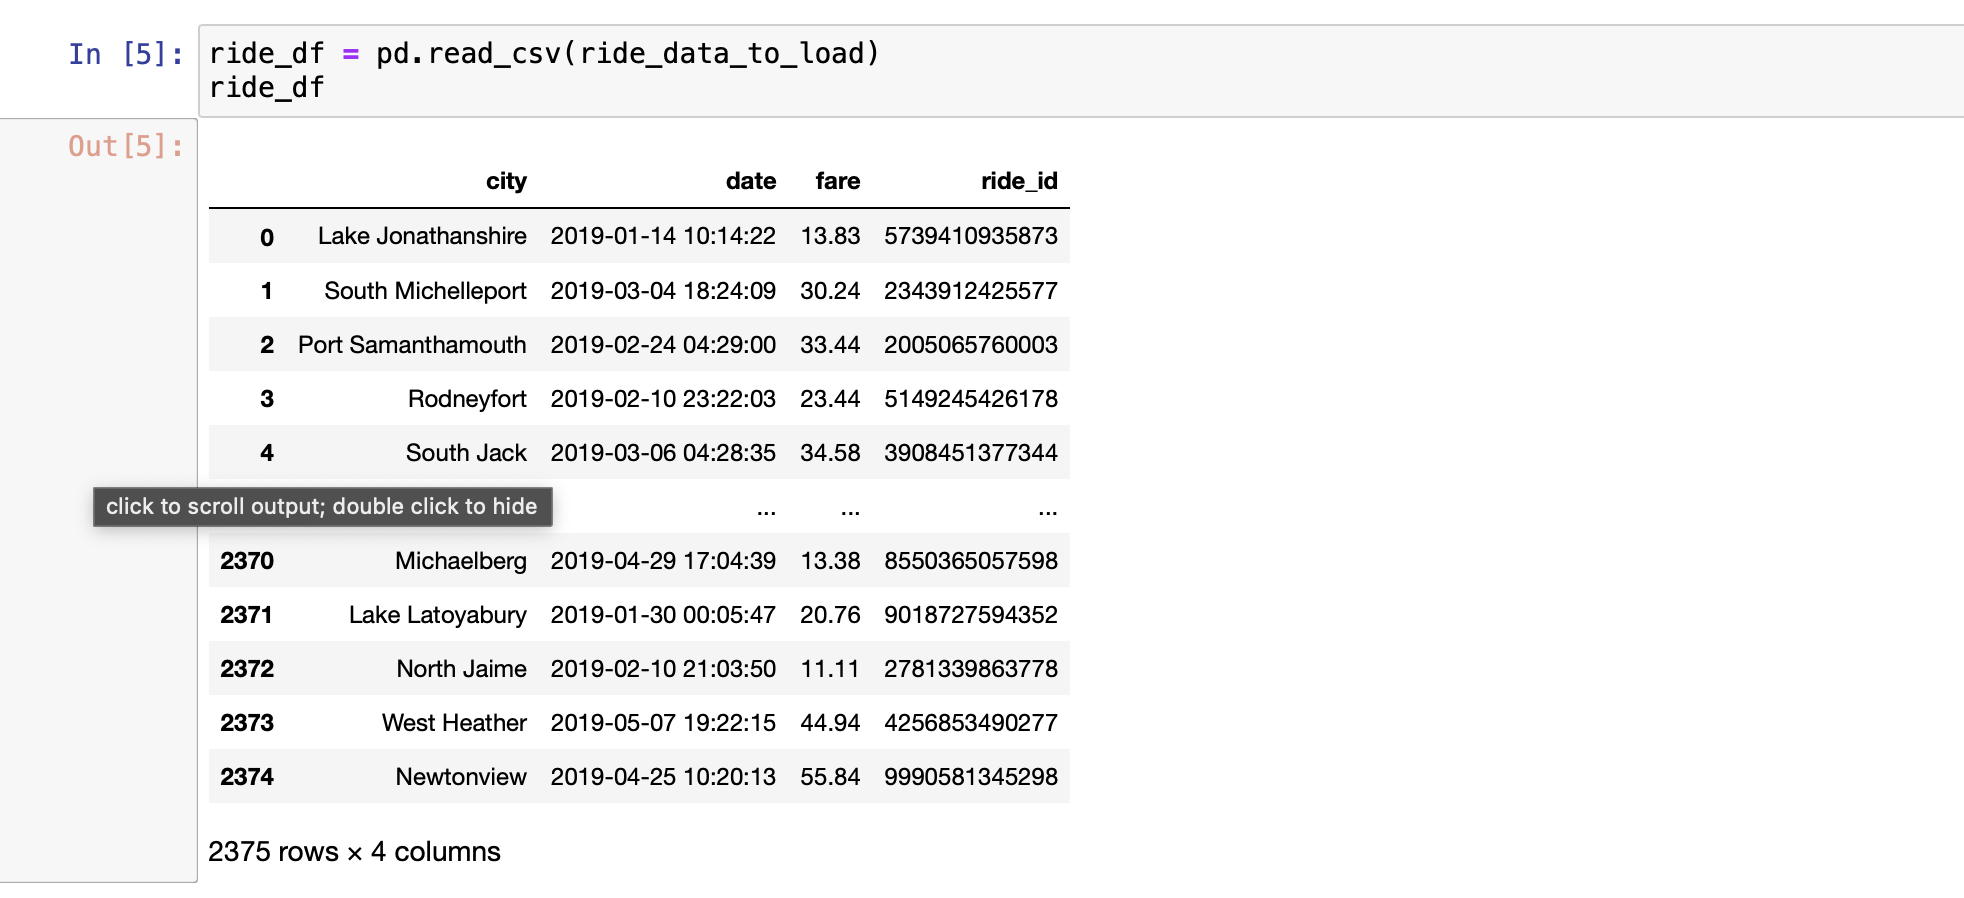 In [5]: ride_df = pd.read_csv(ride_data_to_load)
ride_df
Out[5]:
city date fare ride_id
0 Lake Jonathanshire 2019-01-14 10:14:22 13.83 5739410935873
1 South Michelleport 2019-03-04 18:24:09 30.24 2343912425577
2 Port Samanthamouth 2019-02-24 04:29:00 33.44 2005065760003
3 Rodneyfort 2019-02-10 23:22:03 23.44 5149245426178
4 South Jack 2019-03-06 04:28:35 34.58 3908451377344
click to scroll output; double click to hide ... ... ...
2370 Michaelberg 2019-04-29 17:04:39 13.38 8550365057598
2371 Lake Latoyabury 2019-01-30 00:05:47 20.76 9018727594352
2372 North Jaime 2019-02-10 21:03:50 11.11 2781339863778
2373 West Heather 2019-05-07 19:22:15 44.94 4256853490277
2374 Newtonview 2019-04-25 10:20:13 55.84 9990581345298
2375 rows × 4 columns